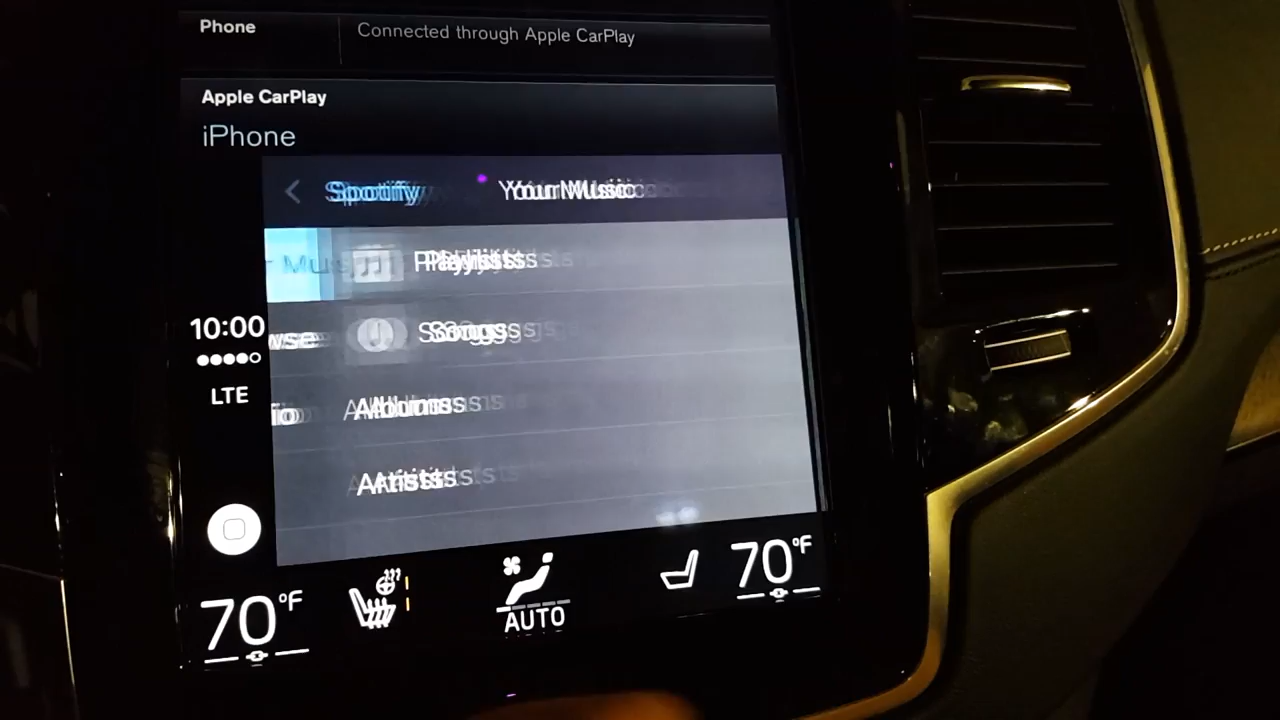 Phone
Connected through Apple CarPlay
Apple CarPlay
iPhone
Spotify
Your Music
Playlists
10:00
Songs
LTE
Albums
Artists
70°F
AUTO
70°F